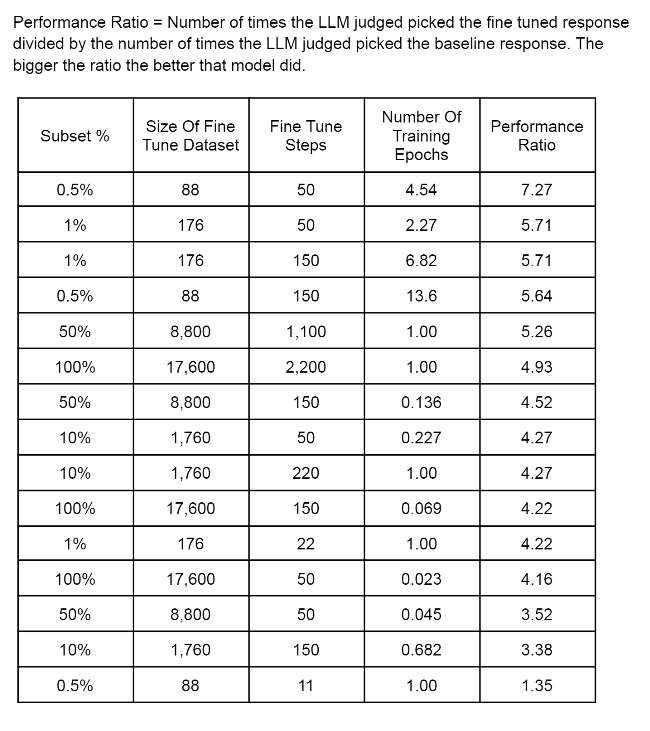 Performance Ratio = Number of times the LLM judged picked the fine tuned response
divided by the number of times the LLM judged picked the baseline response. The
bigger the ratio the better that model did.
Subset % Size Of Fine Tune Dataset Fine Tune Steps Number Of Training Epochs Performance Ratio
0.5% 88 50 4.54 7.27
1% 176 50 2.27 5.71
1% 176 150 6.82 5.71
0.5% 88 150 13.6 5.64
50% 8,800 1,100 1.00 5.26
100% 17,600 2,200 1.00 4.93
50% 8,800 150 0.136 4.52
10% 1,760 50 0.227 4.27
10% 1,760 220 1.00 4.27
100% 17,600 150 0.069 4.22
1% 176 22 1.00 4.22
100% 17,600 50 0.023 4.16
50% 8,800 50 0.045 3.52
10% 1,760 150 0.682 3.38
0.5% 88 11 1.00 1.35